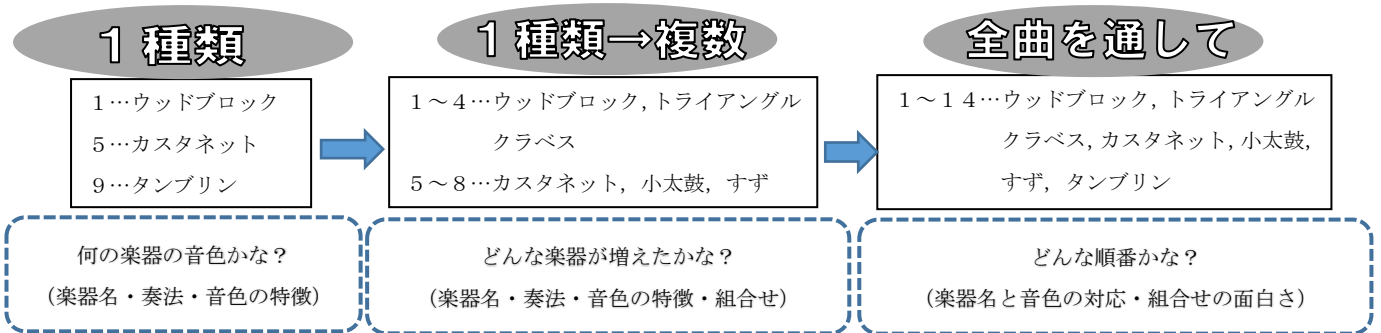 １種類
１…ウッドブロック
５…カスタネット
９…タンブリン
何の楽器の音色かな？
（楽器名・奏法・音色の特徴）
１種類→複数
１～４…ウッドブロック，トライアングル
クラベス
５～８…カスタネット，小太鼓，すず
どんな楽器が増えたかな？
（楽器名・奏法・音色の特徴・組合せ）
全曲を通して
１～１４…ウッドブロック，トライアングル
クラベス，カスタネット，小太鼓，
すず，タンブリン
どんな順番かな？
（楽器名と音色の対応・組合せの面白さ）